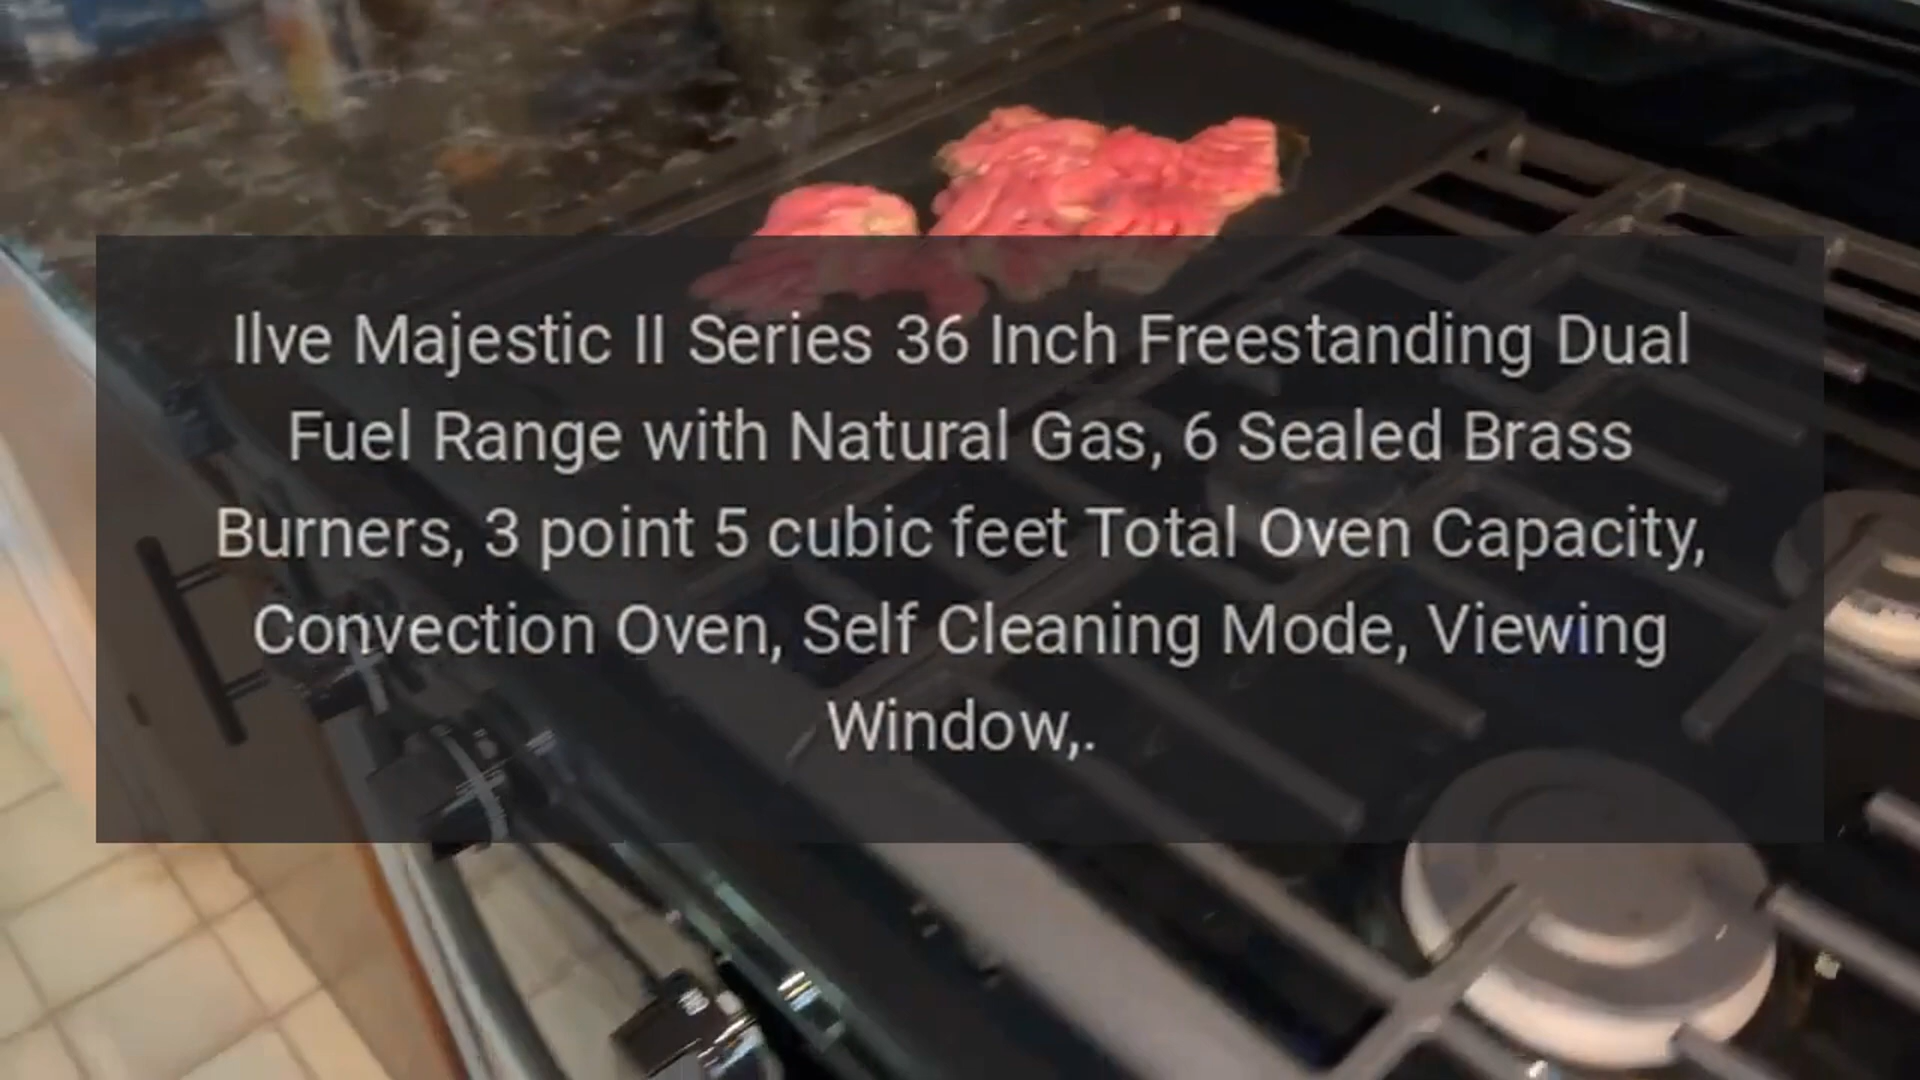 Ilve Majestic II Series 36 Inch Freestanding Dual
Fuel Range with Natural Gas, 6 Sealed Brass
Burners, 3 point 5 cubic feet Total Oven Capacity,
Convection Oven, Self Cleaning Mode, Viewing
Window,.